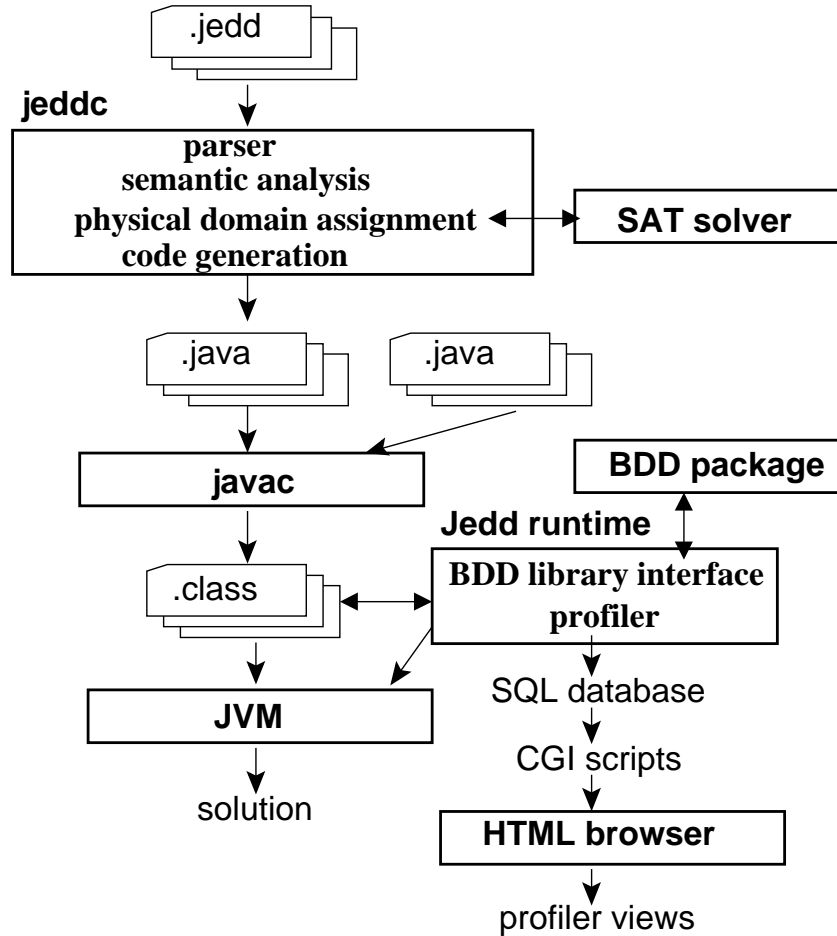 .jedd
jeddc
parser
semantic analysis
physical domain assignment
code generation
SAT solver
.java
.java
javac
BDD package
Jedd runtime
BDD library interface
profiler
.class
JVM
SQL database
CGI scripts
solution
HTML browser
profiler views